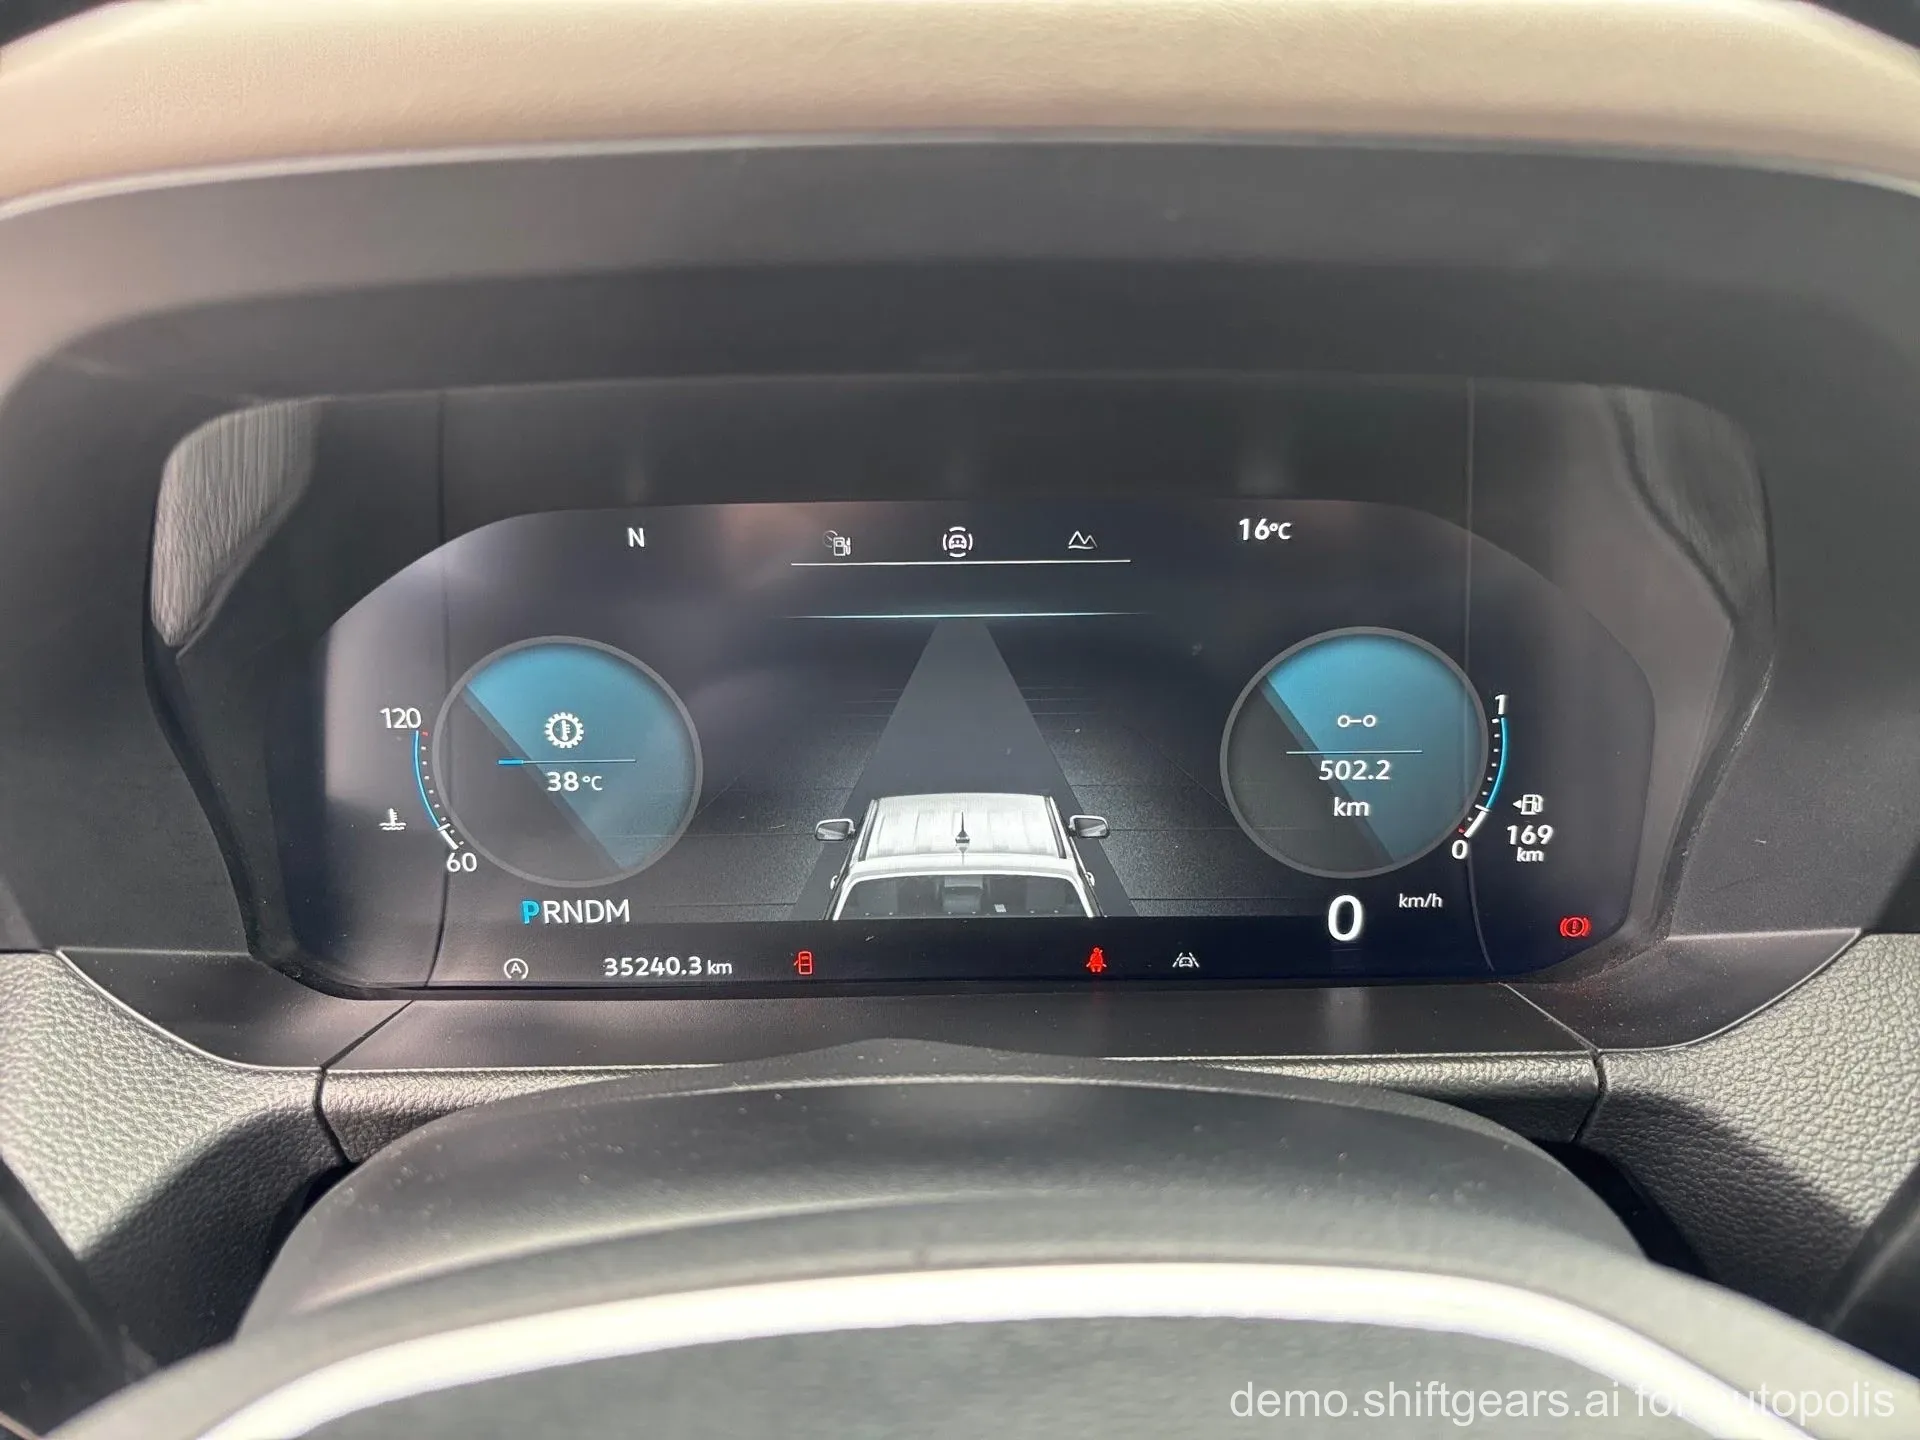 N
16°C
120
38°C
60
502.2
km
1
0
169
km
PRNDM
0
km/h
A
35240.3 km
demo.shiftgears.ai for autopolis